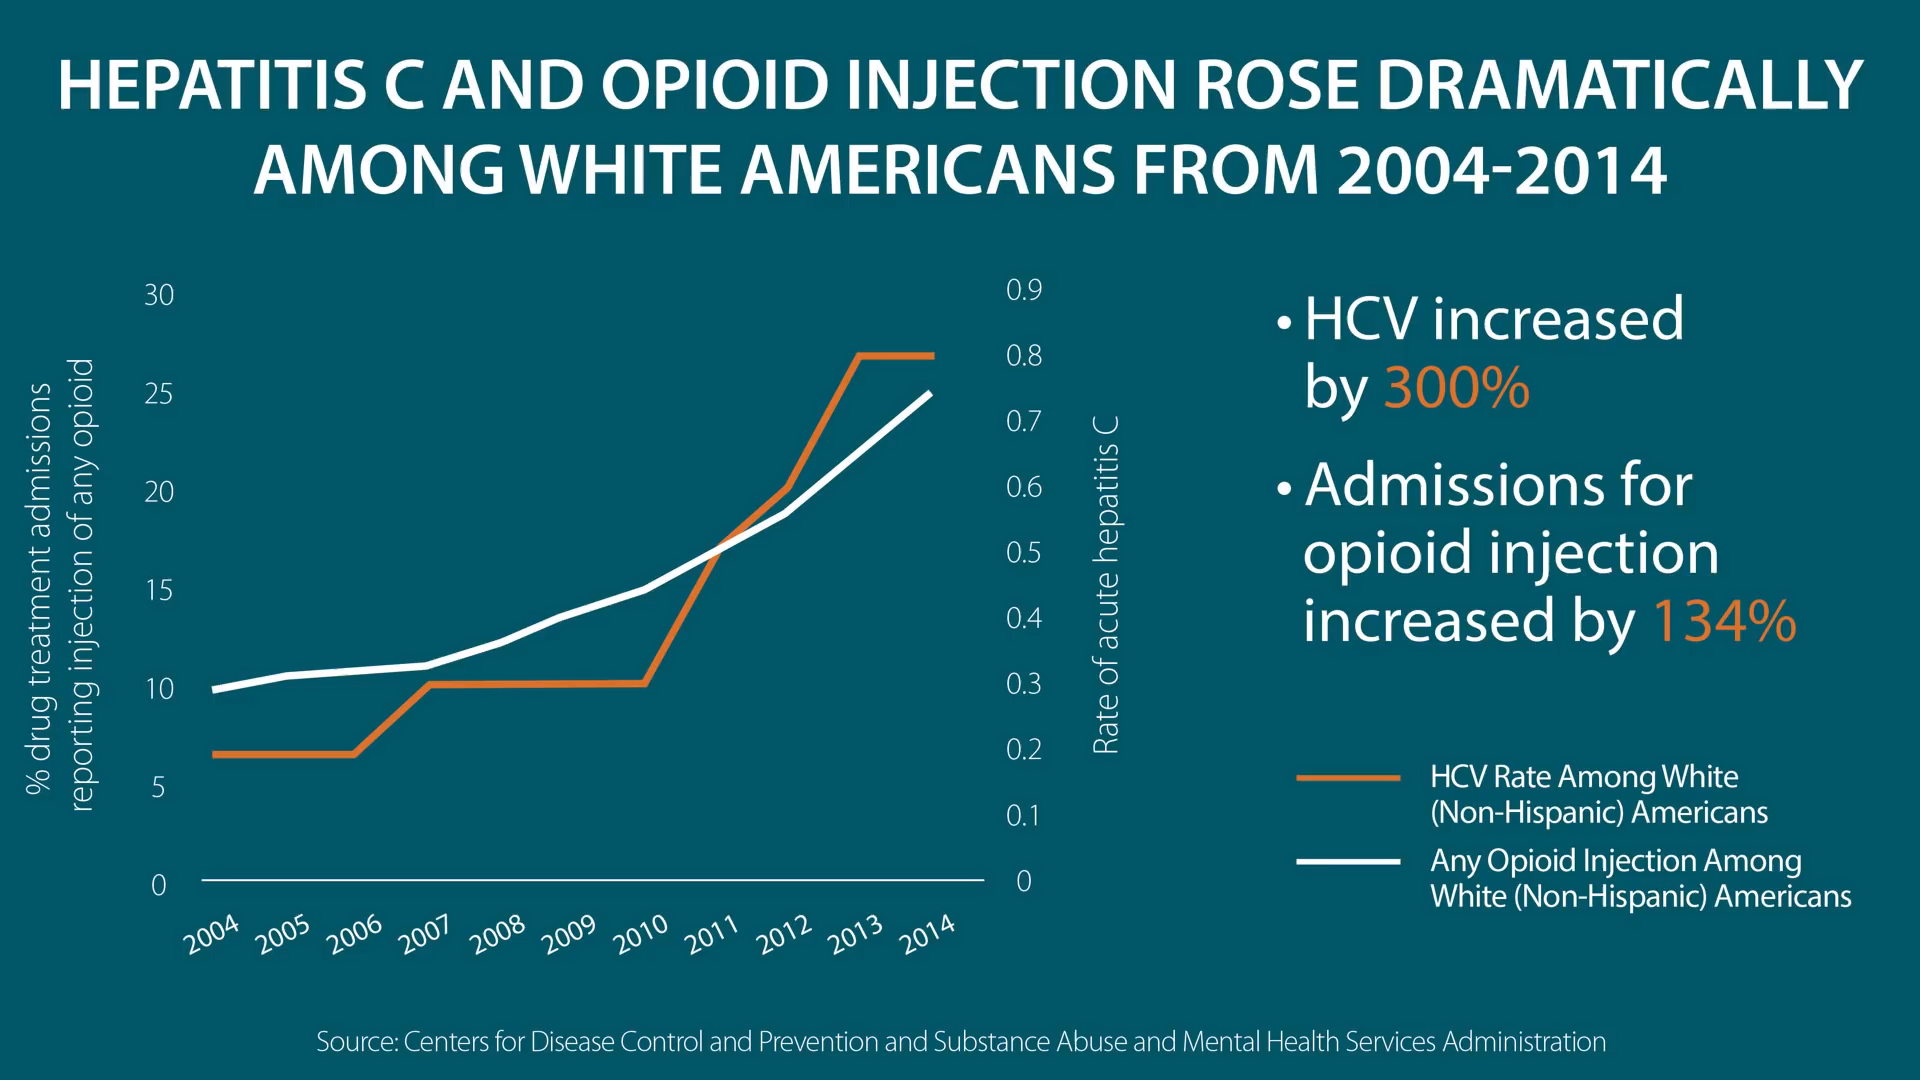 HEPATITIS C AND OPIOID INJECTION ROSE DRAMATICALLY
AMONG WHITE AMERICANS FROM 2004-2014
% drug treatment admissions
reporting injection of any opioid
30
25
20
15
10
5
0
0.9
0.8
0.7
0.6
0.5
0.4
0.3
0.2
0.1
0
Rate of acute hepatitis C
2004 2005 2006 2007 2008 2009 2010 2011 2012 2013 2014
• HCV increased
by 300%
• Admissions for
opioid injection
increased by 134%
HCV Rate Among White
(Non-Hispanic) Americans
Any Opioid Injection Among
White (Non-Hispanic) Americans
Source: Centers for Disease Control and Prevention and Substance Abuse and Mental Health Services Administration